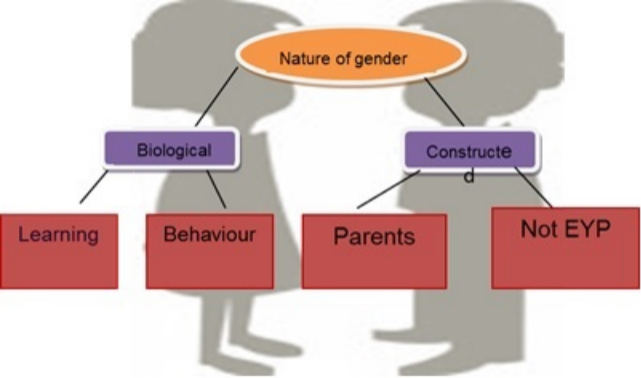 Nature of gender
Biological
Constructe
d
Learning
Behaviour
Parents
Not EYP